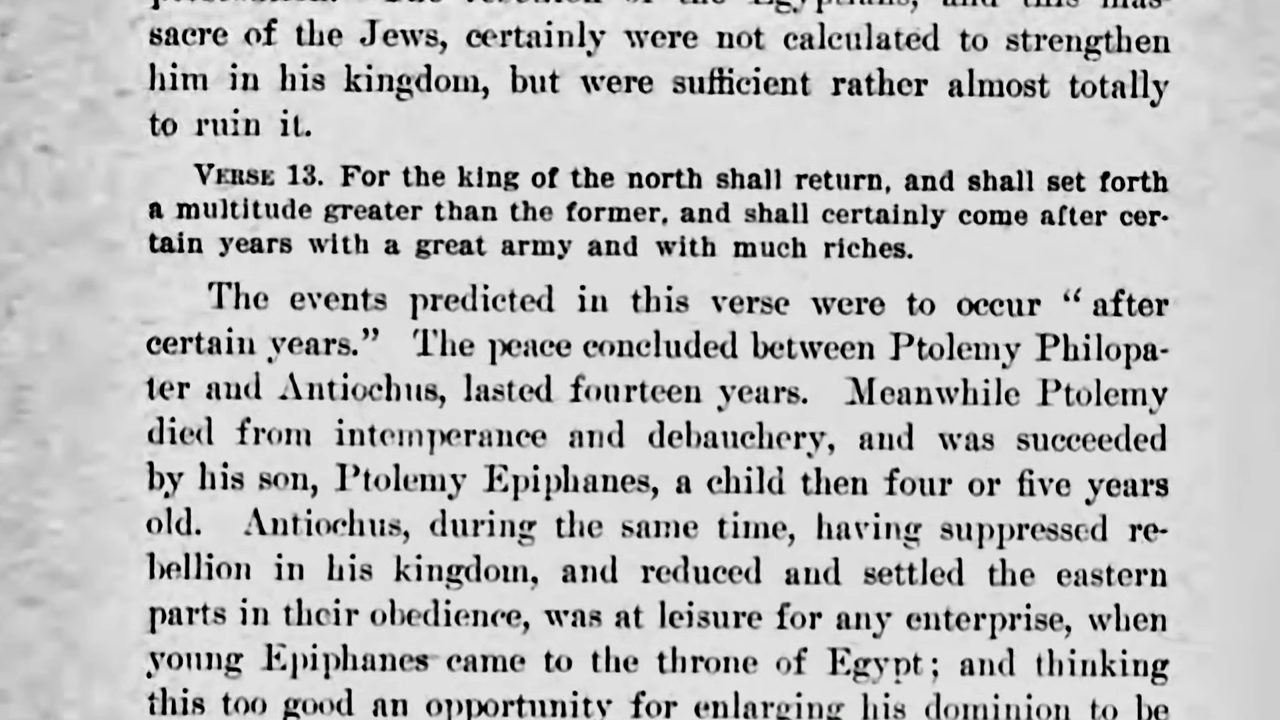 the Egyptians, and this mas-
sacre of the Jews, certainly were not calculated to strengthen
him in his kingdom, but were sufficient rather almost totally
to ruin it.
VERSE 13. For the king of the north shall return, and shall set forth
a multitude greater than the former, and shall certainly come after cer-
tain years with a great army and with much riches.
The events predicted in this verse were to occur “ after
certain years.” The peace concluded between Ptolemy Philopa-
ter and Antiochus, lasted fourteen years. Meanwhile Ptolemy
died from intemperance and debauchery, and was succeeded
by his son, Ptolemy Epiphanes, a child then four or five years
old. Antiochus, during the same time, having suppressed re-
bellion in his kingdom, and reduced and settled the eastern
parts in their obedience, was at leisure for any enterprise, when
young Epiphanes came to the throne of Egypt; and thinking
this too good an opportunity for enlarging his dominion to be